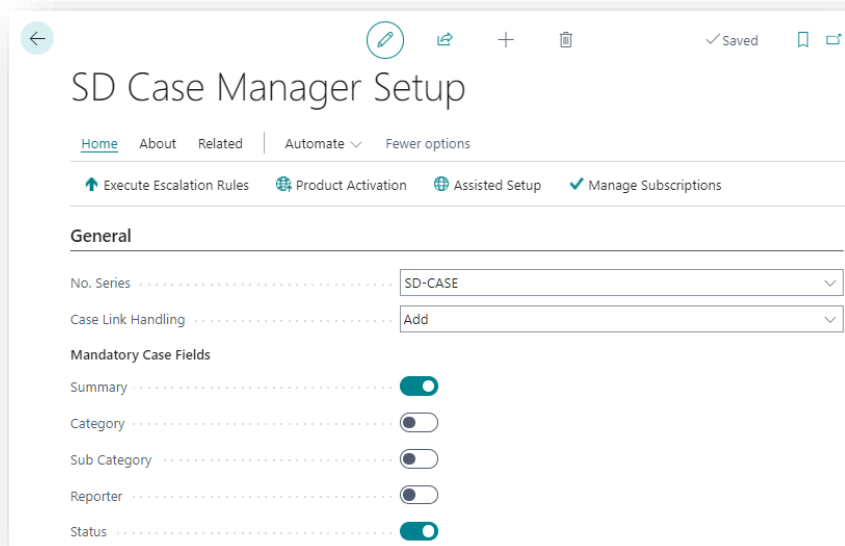 Saved
SD Case Manager Setup
Home About Related Automate Fewer options
Execute Escalation Rules Product Activation Assisted Setup Manage Subscriptions
General
No. Series SD-CASE
Case Link Handling Add
Mandatory Case Fields
Summary
Category
Sub Category
Reporter
Status